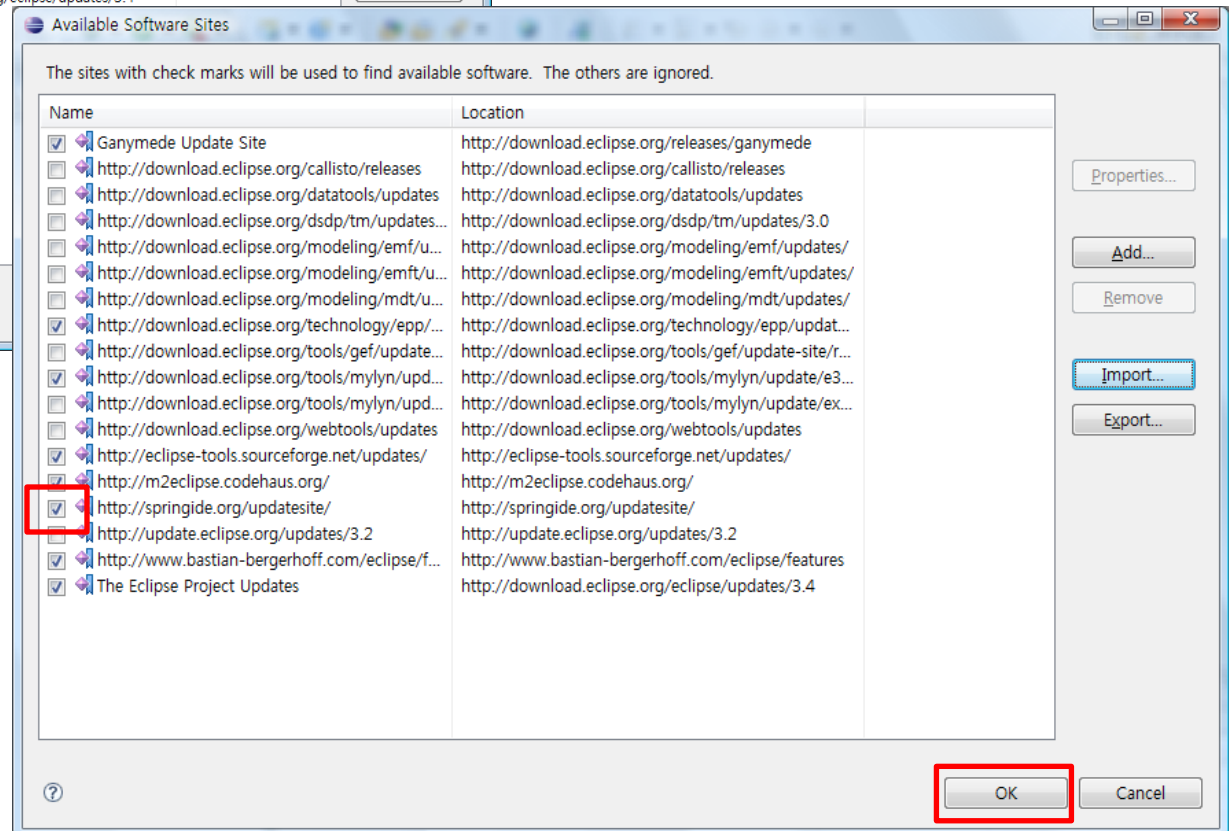 g/eclipse/updates/3.4
Available Software Sites
The sites with check marks will be used to find available software. The others are ignored.
Name Location
Ganymede Update Site http://download.eclipse.org/releases/ganymede
http://download.eclipse.org/callisto/releases http://download.eclipse.org/callisto/releases
http://download.eclipse.org/datatools/updates http://download.eclipse.org/datatools/updates
http://download.eclipse.org/dsdp/tm/updates... http://download.eclipse.org/dsdp/tm/updates/3.0
http://download.eclipse.org/modeling/emf/u... http://download.eclipse.org/modeling/emf/updates/
http://download.eclipse.org/modeling/emft/u... http://download.eclipse.org/modeling/emft/updates/
http://download.eclipse.org/modeling/mdt/u... http://download.eclipse.org/modeling/mdt/updates/
http://download.eclipse.org/technology/epp/... http://download.eclipse.org/technology/epp/updat...
http://download.eclipse.org/tools/gef/update... http://download.eclipse.org/tools/gef/update-site/r...
http://download.eclipse.org/tools/mylyn/upd... http://download.eclipse.org/tools/mylyn/update/e3...
http://download.eclipse.org/tools/mylyn/upd... http://download.eclipse.org/tools/mylyn/update/ex...
http://download.eclipse.org/webtools/updates http://download.eclipse.org/webtools/updates
http://eclipse-tools.sourceforge.net/updates/ http://eclipse-tools.sourceforge.net/updates/
http://m2eclipse.codehaus.org/ http://m2eclipse.codehaus.org/
http://springide.org/updatesite/ http://springide.org/updatesite/
http://update.eclipse.org/updates/3.2 http://update.eclipse.org/updates/3.2
http://www.bastian-bergerhoff.com/eclipse/f... http://www.bastian-bergerhoff.com/eclipse/features
The Eclipse Project Updates http://download.eclipse.org/eclipse/updates/3.4
Properties...
Add...
Remove
Import...
Export...
OK Cancel